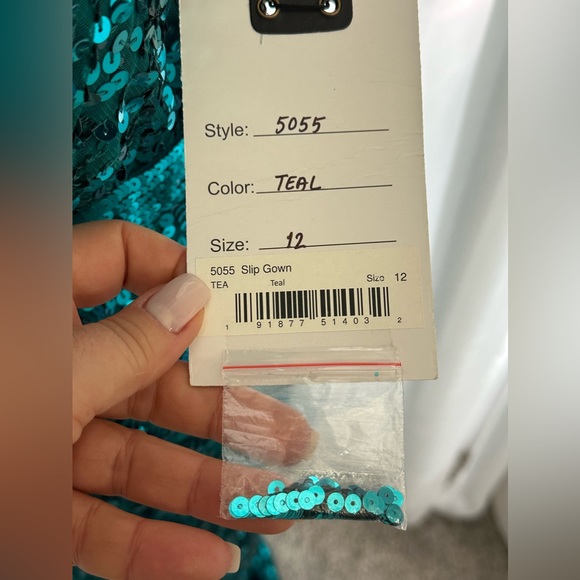 Style: 5055
Color: TEAL
Size: 12
5055 Slip Gown
TEA Teal Size 12
1 91877 51403 2